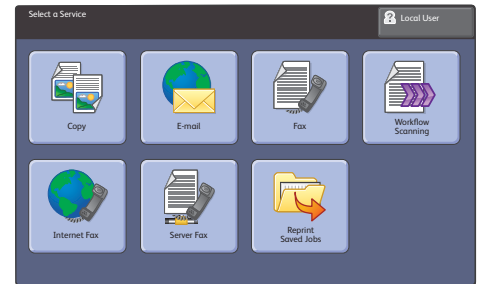 Select a Service
Local User
Copy
E-mail
Fax
Workflow
Scanning
Internet Fax
Server Fax
Reprint
Saved Jobs